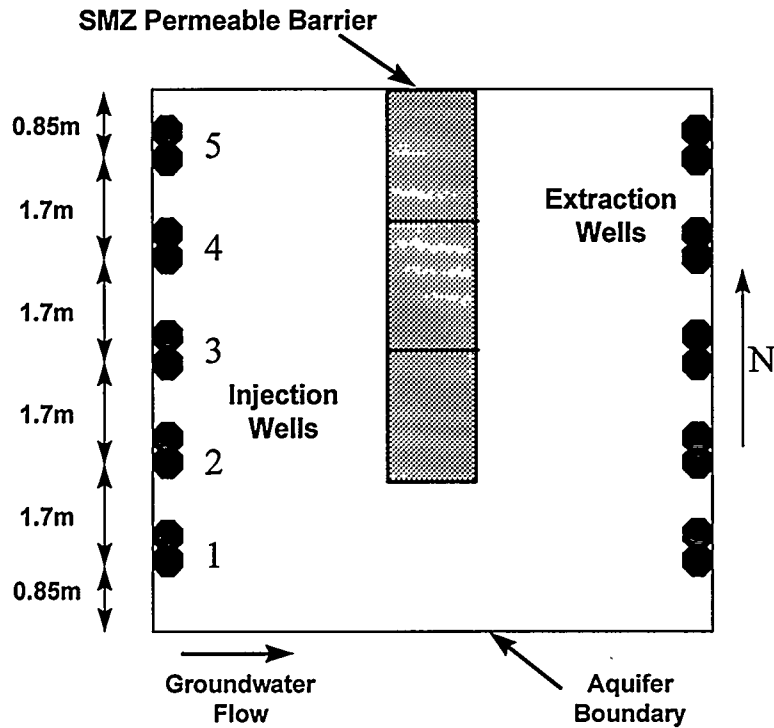 SMZ Permeable Barrier
0.85m
5
1.7m
Extraction
Wells
4
1.7m
3
N
Injection
Wells
1.7m
2
1.7m
1
0.85m
Groundwater
Flow
Aquifer
Boundary